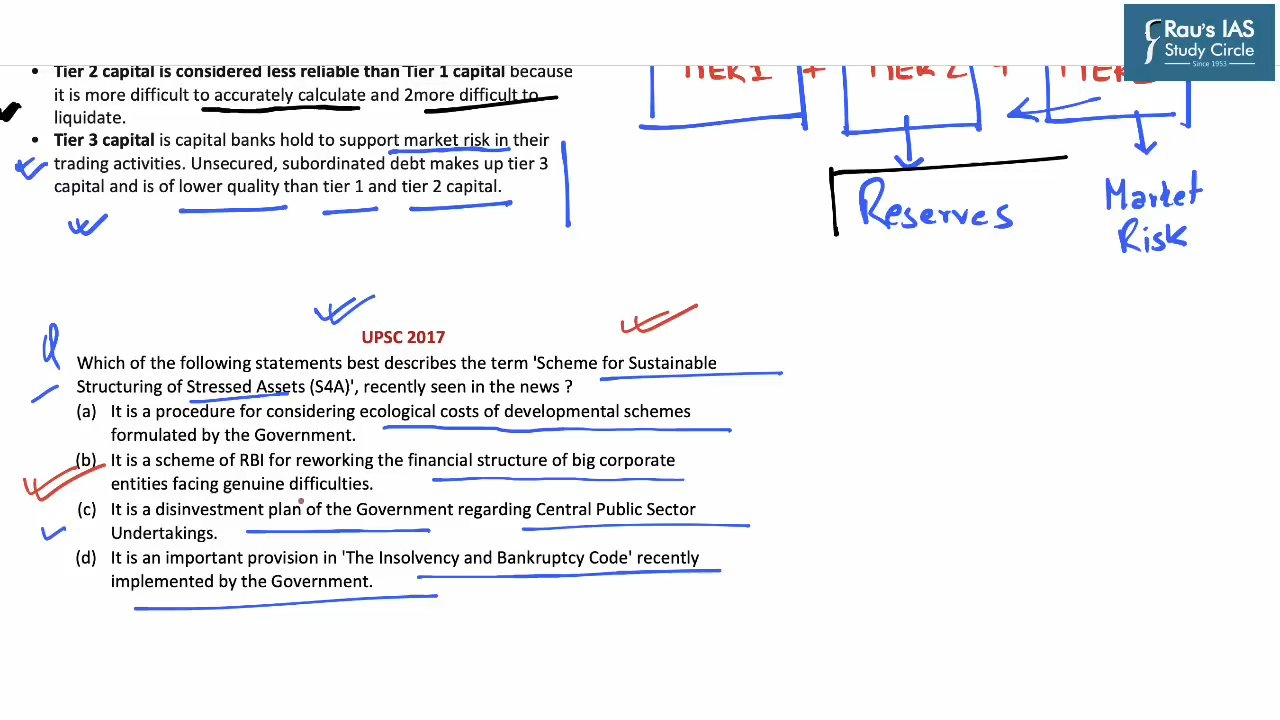 Rau's IAS
Study Circle
Since 1953
• Tier 2 capital is considered less reliable than Tier 1 capital because
it is more difficult to accurately calculate and 2more difficult to
liquidate.
• Tier 3 capital is capital banks hold to support market risk in their
trading activities. Unsecured, subordinated debt makes up tier 3
capital and is of lower quality than tier 1 and tier 2 capital.
TIER 1 + TIER 2 +
Reserves
Market
Risk
UPSC 2017
Which of the following statements best describes the term 'Scheme for Sustainable
Structuring of Stressed Assets (S4A)', recently seen in the news ?
(a) It is a procedure for considering ecological costs of developmental schemes
formulated by the Government.
(b) It is a scheme of RBI for reworking the financial structure of big corporate
entities facing genuine difficulties.
(c) It is a disinvestment plan of the Government regarding Central Public Sector
Undertakings.
(d) It is an important provision in 'The Insolvency and Bankruptcy Code' recently
implemented by the Government.